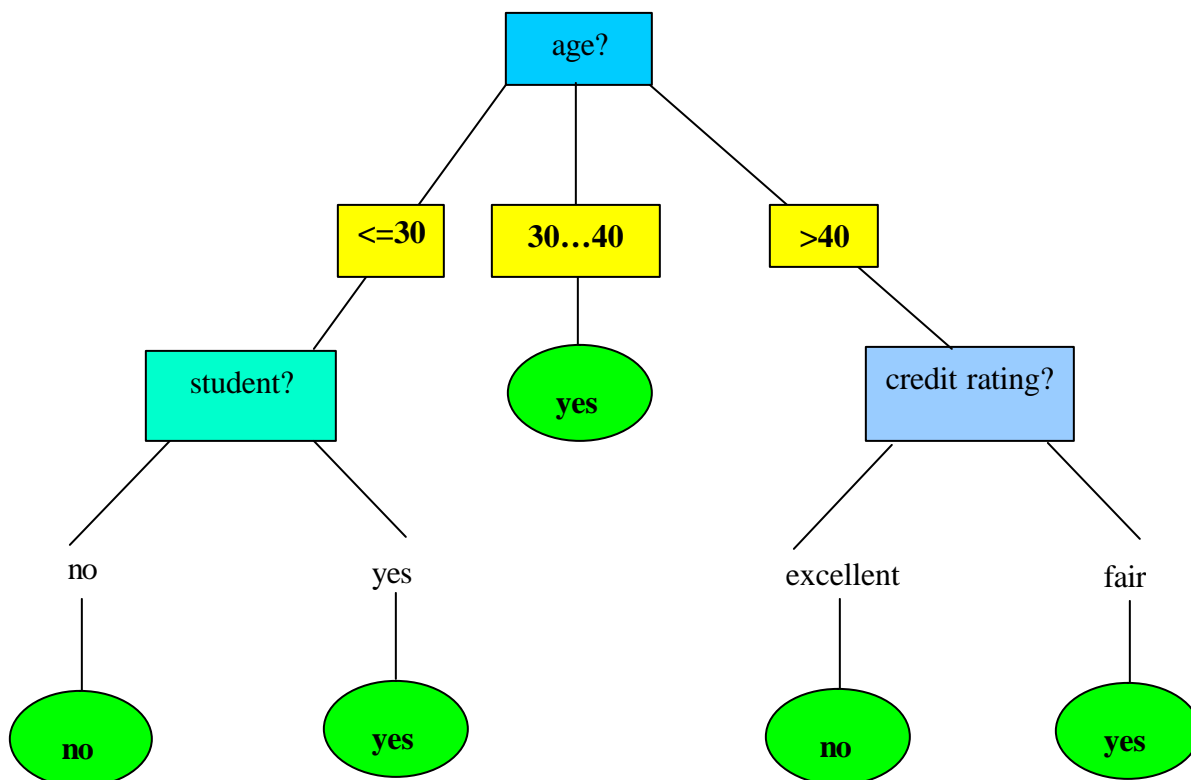 age?
<=30
30…40
>40
student?
yes
credit rating?
no
yes
excellent
fair
no
yes
no
yes